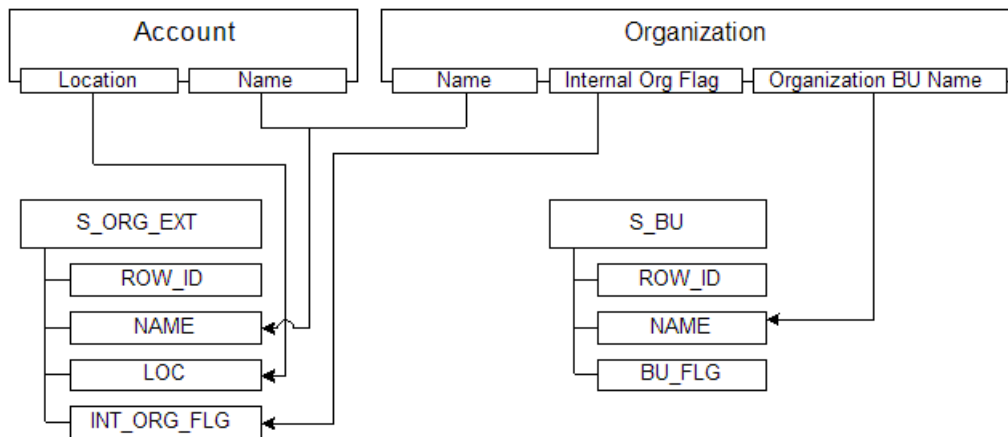 Account
Organization
Location
Name
Name
Internal Org Flag
Organization BU Name
S_ORG_EXT
ROW_ID
NAME
LOC
INT_ORG_FLG
S_BU
ROW_ID
NAME
BU_FLG